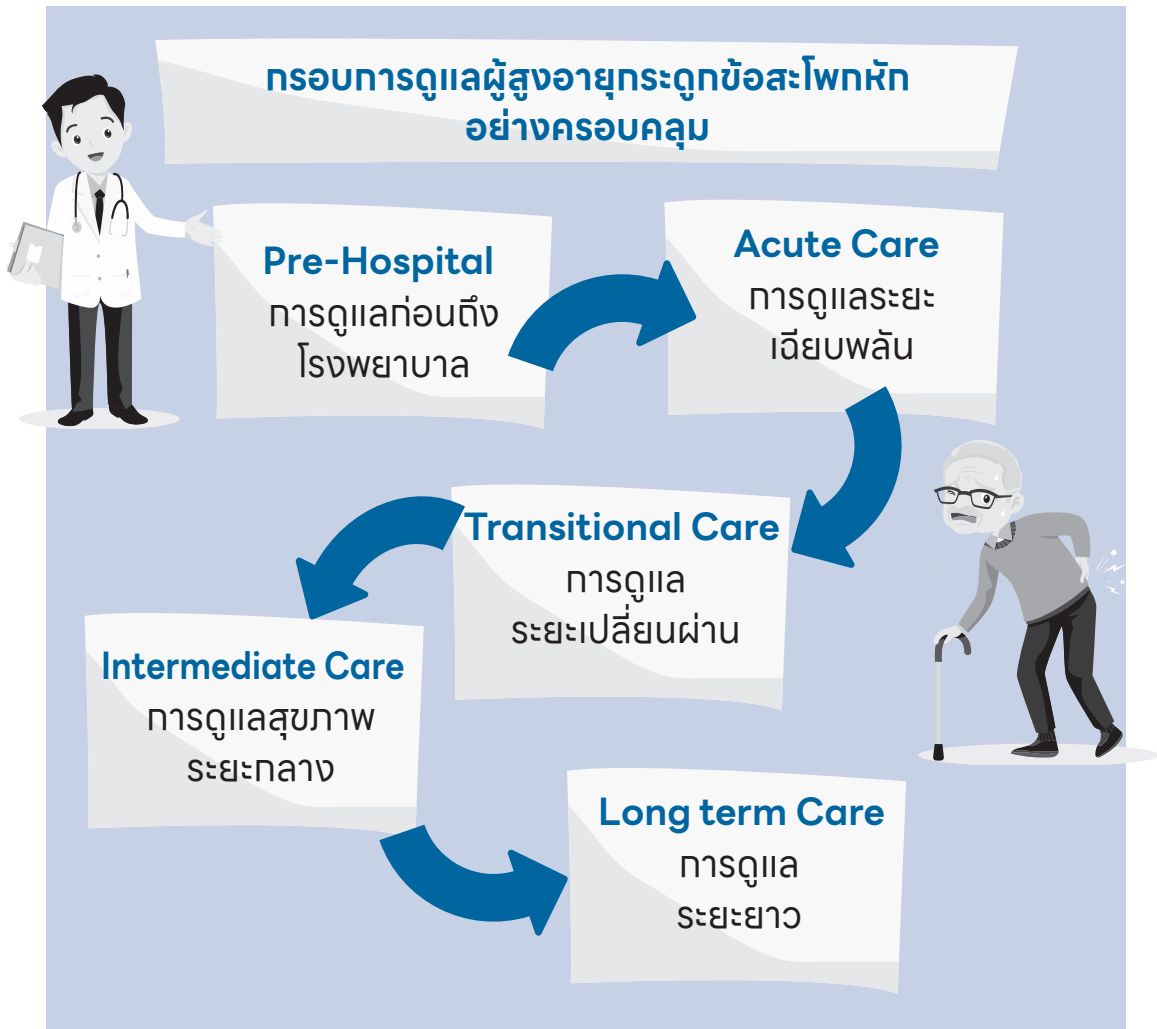 กรอบการดูแลผู้สูงอายุกระดูกข้อสะโพกหัก
อย่างครอบคลุม
Pre-Hospital
การดูแลก่อนถึง
โรงพยาบาล
Acute Care
การดูแลระยะ
เฉียบพลัน
Transitional Care
การดูแล
ระยะเปลี่ยนผ่าน
Intermediate Care
การดูแลสุขภาพ
ระยะกลาง
Long term Care
การดูแล
ระยะยาว